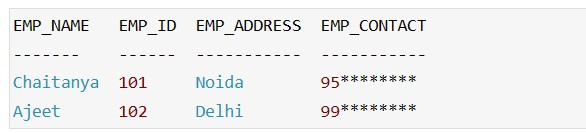 EMP_NAME EMP_ID EMP_ADDRESS EMP_CONTACT
------- ------ ----------- -----------
Chaitanya 101 Noida 95********
Ajeet 102 Delhi 99********